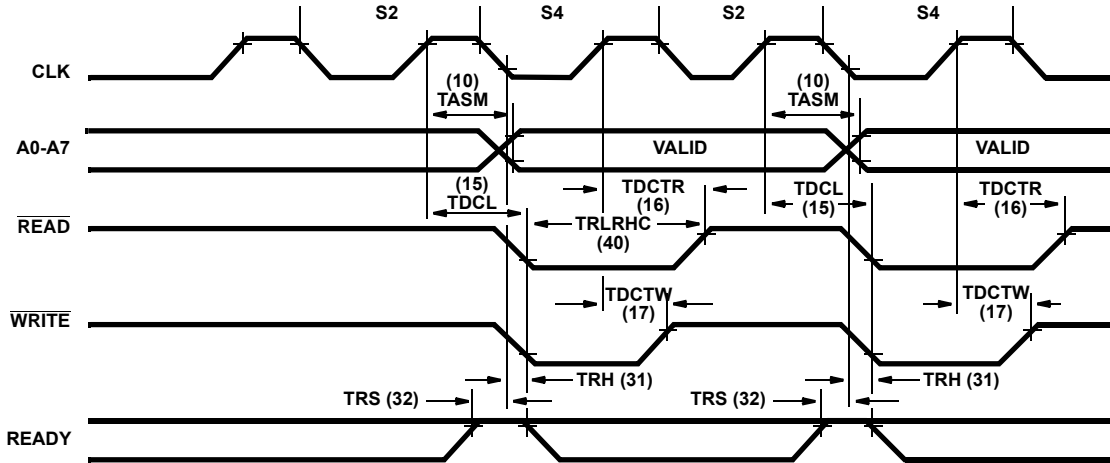 S2 S4 S2 S4
CLK
(10) (10)
TASM TASM
A0-A7 VALID VALID
(15) TDCTR TDCL TDCTR
TDCL (16) (15) (16)
READ TRLRHC
(40)
TDCTW TDCTW
WRITE (17) (17)
TRH (31) TRH (31)
TRS (32) TRS (32)
READY